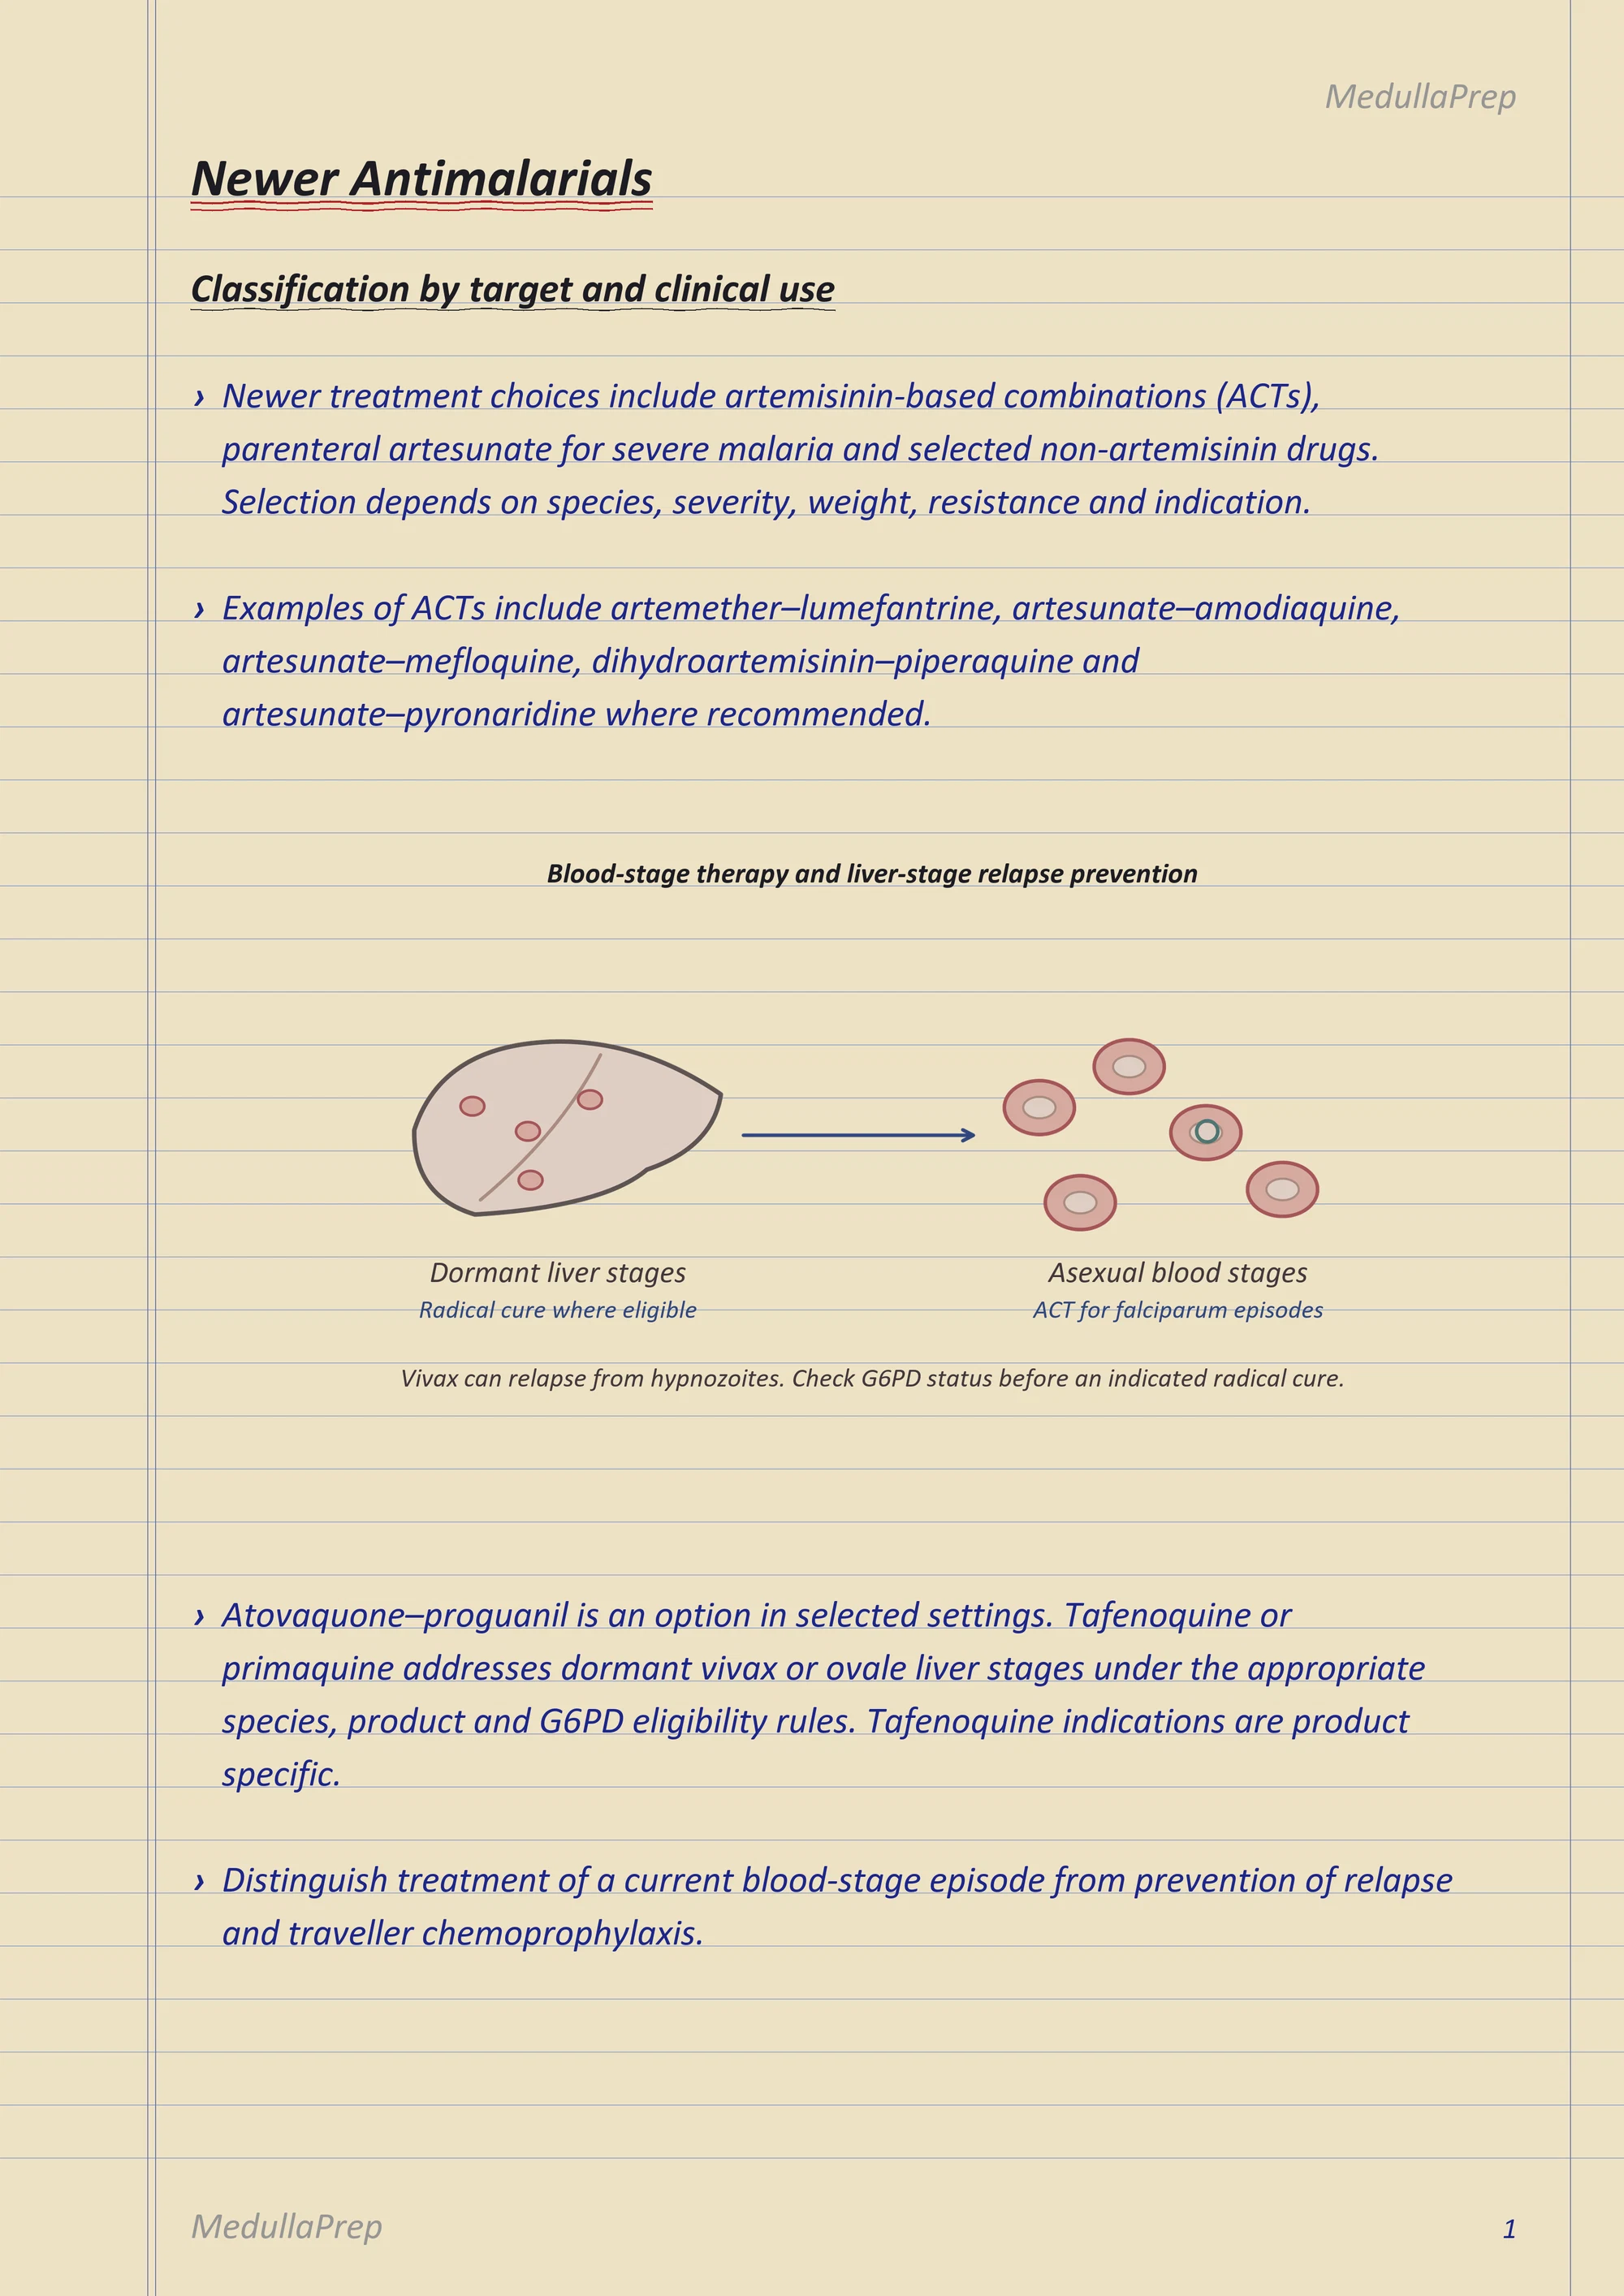 MedullaPrep
Newer Antimalarials
Classification by target and clinical use
› Newer treatment choices include artemisinin-based combinations (ACTs),
parenteral artesunate for severe malaria and selected non-artemisinin drugs.
Selection depends on species, severity, weight, resistance and indication.
› Examples of ACTs include artemether–lumefantrine, artesunate–amodiaquine,
artesunate–mefloquine, dihydroartemisinin–piperaquine and
artesunate–pyronaridine where recommended.
Blood-stage therapy and liver-stage relapse prevention
Dormant liver stages
Radical cure where eligible
Asexual blood stages
ACT for falciparum episodes
Vivax can relapse from hypnozoites. Check G6PD status before an indicated radical cure.
› Atovaquone–proguanil is an option in selected settings. Tafenoquine or
primaquine addresses dormant vivax or ovale liver stages under the appropriate
species, product and G6PD eligibility rules. Tafenoquine indications are product
specific.
› Distinguish treatment of a current blood-stage episode from prevention of relapse
and traveller chemoprophylaxis.
MedullaPrep
1